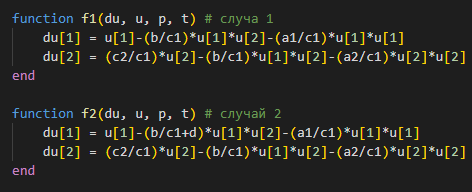 function f1(du, u, p, t) # случа 1
    du[1] = u[1]-(b/c1)*u[1]*u[2]-(a1/c1)*u[1]*u[1]
    du[2] = (c2/c1)*u[2]-(b/c1)*u[1]*u[2]-(a2/c1)*u[2]*u[2]
end
function f2(du, u, p, t) # случай 2
    du[1] = u[1]-(b/c1+d)*u[1]*u[2]-(a1/c1)*u[1]*u[1]
    du[2] = (c2/c1)*u[2]-(b/c1)*u[1]*u[2]-(a2/c1)*u[2]*u[2]
end